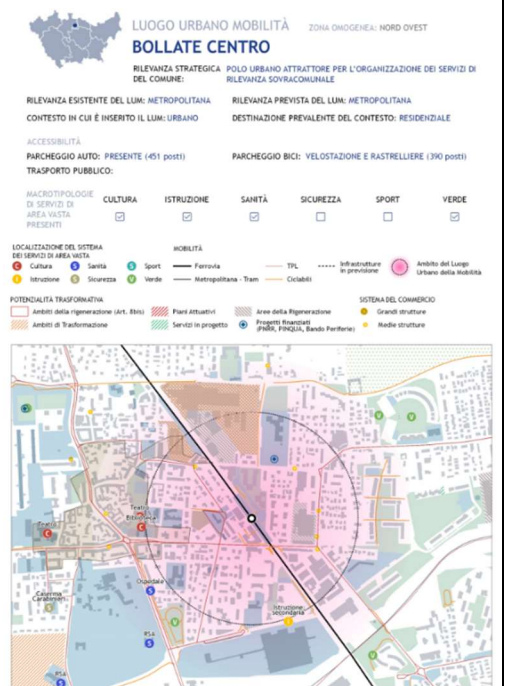 LUOGO URBANO MOBILITÀ ZONA OMOGENEA: NORD OVEST
BOLLATE CENTRO
RILEVANZA STRATEGICA DEL COMUNE: POLO URBANO ATTRATTORE PER L'ORGANIZZAZIONE DEI SERVIZI DI RILEVANZA SOVRACOMUNALE
RILEVANZA ESISTENTE DEL LUM: METROPOLITANA
RILEVANZA PREVISTA DEL LUM: METROPOLITANA
CONTESTO IN CUI È INSERITO IL LUM: URBANO
DESTINAZIONE PREVALENTE DEL CONTESTO: RESIDENZIALE
ACCESSIBILITÀ
PARCHEGGIO AUTO: PRESENTE (451 posti)
PARCHEGGIO BICI: VELOSTAZIONE E RASTRELLIERE (390 posti)
TRASPORTO PUBBLICO:
MACROTIPOLOGIE
DI SERVIZI DI
AREA VASTA
PRESENTI
CULTURA ISTRUZIONE SANITÀ SICUREZZA SPORT VERDE
LOCALIZZAZIONE DEL SISTEMA
DEI SERVIZI DI AREA VASTA
C Cultura S Sanità S Sport
I Istruzione S Sicurezza V Verde
MOBILITÀ
Ferrovia TPL Infrastrutture
in previsione
Metropolitana - Tram Ciclabili
Ambito del Luogo
Urbano della Mobilità
POTENZIALITÀ TRASFORMATIVA
Ambiti della rigenerazione (Art. 8bis) Piani Attuativi Aree della Rigenerazione
Ambiti di Trasformazione Servizi in progetto Progetti finanziati
(PNRR, PINQUA, Bando Periferie)
SISTEMA DEL COMMERCIO
Grandi strutture
Medie strutture
V
V
Teatro
C
Teatro
C
Ospedale
S
Caserma
Carabinieri
S
Istruzione
secondaria
I
V
RSA
S
V
RSA
S